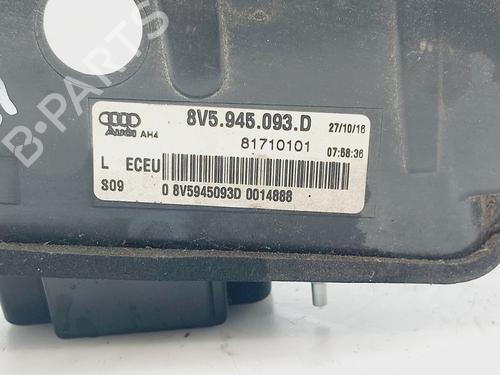 B-PARTS
8V5.945.093.D
27/10/16
Audi AH4
81710101
07:58:36
L ECEU
S09
0 8V5945093D 0014888